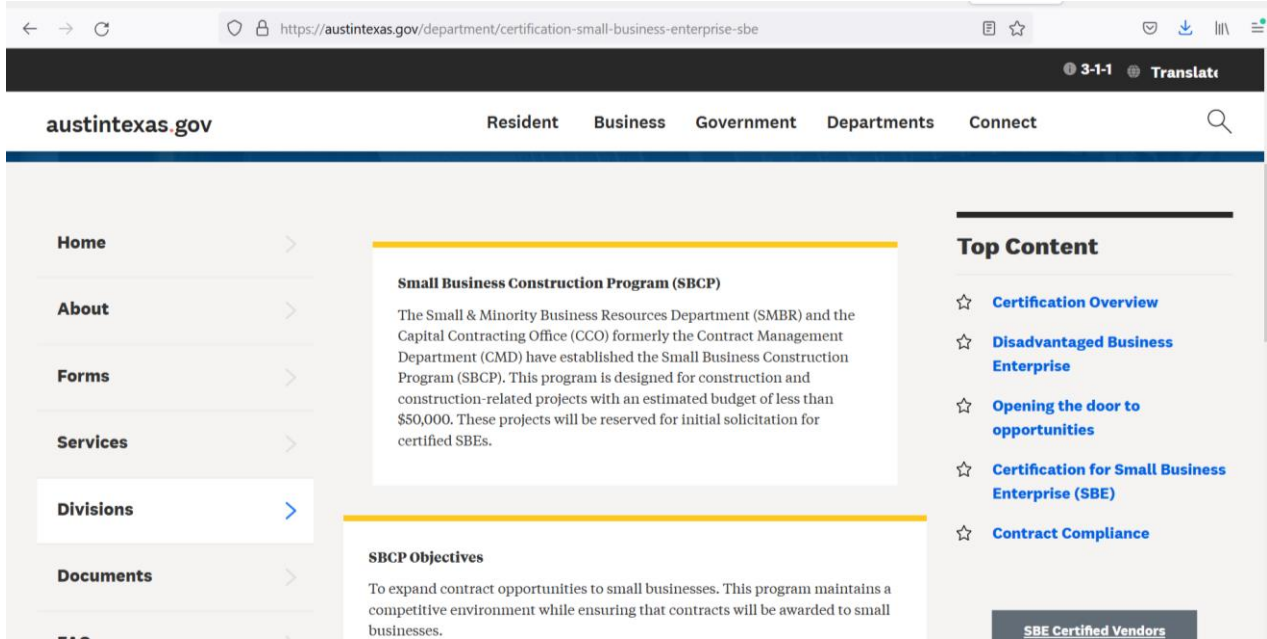 https://austintexas.gov/department/certification-small-business-enterprise-sbe
3-1-1
Translate
austintexas.gov
Resident
Business
Government
Departments
Connect
Home
About
Forms
Services
Divisions
Documents
Small Business Construction Program (SBCP)
The Small & Minority Business Resources Department (SMBR) and the
Capital Contracting Office (CCO) formerly the Contract Management
Department (CMD) have established the Small Business Construction
Program (SBCP). This program is designed for construction and
construction-related projects with an estimated budget of less than
$50,000. These projects will be reserved for initial solicitation for
certified SBEs.
SBCP Objectives
To expand contract opportunities to small businesses. This program maintains a
competitive environment while ensuring that contracts will be awarded to small
businesses.
Top Content
Certification Overview
Disadvantaged Business
Enterprise
Opening the door to
opportunities
Certification for Small Business
Enterprise (SBE)
Contract Compliance
SBE Certified Vendors